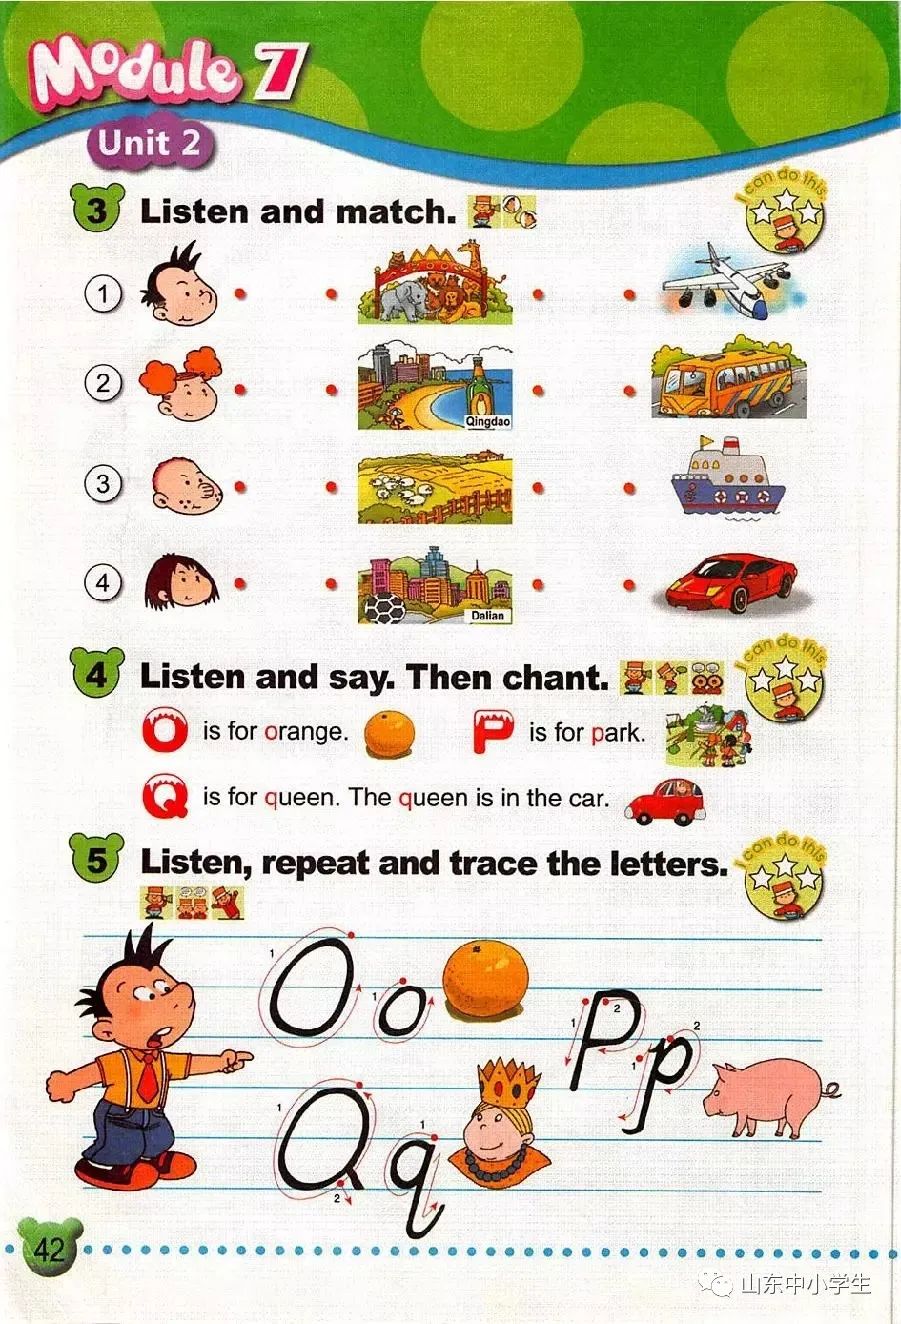 Module 7
Unit 2
3 Listen and match.
I can do this
1
2
Qingdao
3
4
Dalian
4 Listen and say. Then chant.
I can do this
O is for orange. P is for park.
Q is for queen. The queen is in the car.
5 Listen, repeat and trace the letters.
I can do this
1 O 1 o
1 P 2 1 p 2
1 Q 2 1 q
42
山东中小学生